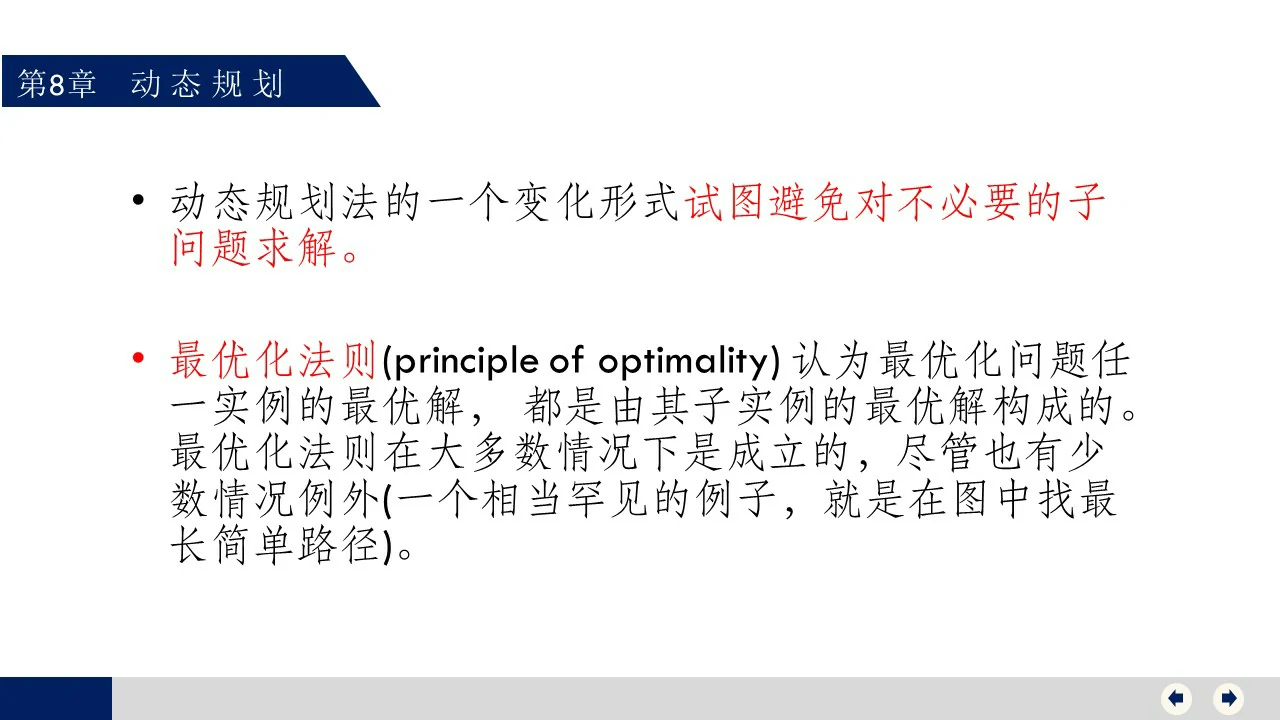 第8章 动态规划
• 动态规划法的一个变化形式试图避免对不必要的子
问题求解。
• 最优化法则(principle of optimality) 认为最优化问题任
一实例的最优解， 都是由其子实例的最优解构成的。
最优化法则在大多数情况下是成立的，尽管也有少
数情况例外(一个相当罕见的例子，就是在图中找最
长简单路径)。